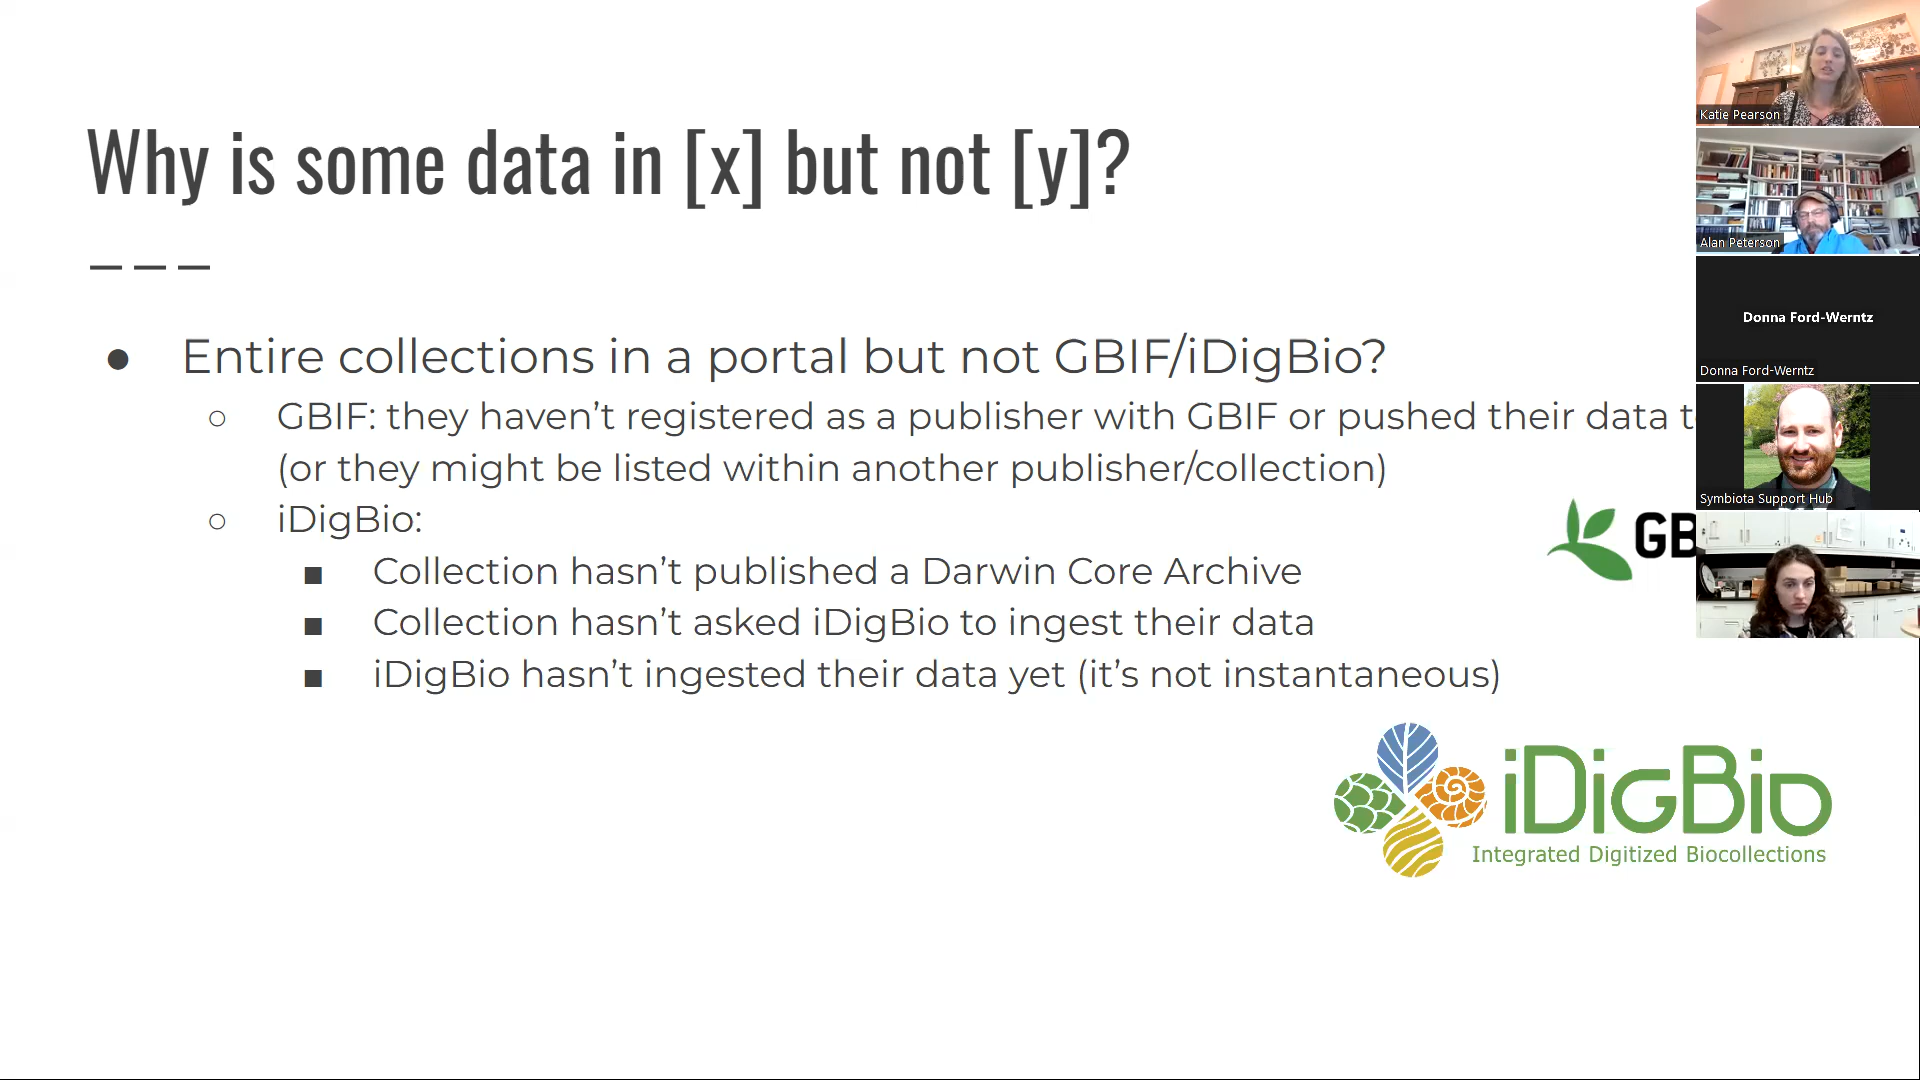 Why is some data in [x] but not [y]?
● Entire collections in a portal but not GBIF/iDigBio?
○ GBIF: they haven’t registered as a publisher with GBIF or pushed their data
(or they might be listed within another publisher/collection)
○ iDigBio:
■ Collection hasn’t published a Darwin Core Archive
■ Collection hasn’t asked iDigBio to ingest their data
■ iDigBio hasn’t ingested their data yet (it’s not instantaneous)
GB
iDigBio
Integrated Digitized Biocollections
Katie Pearson
Alan Peterson
Donna Ford-Werntz
Donna Ford-Werntz
Symbiota Support Hub